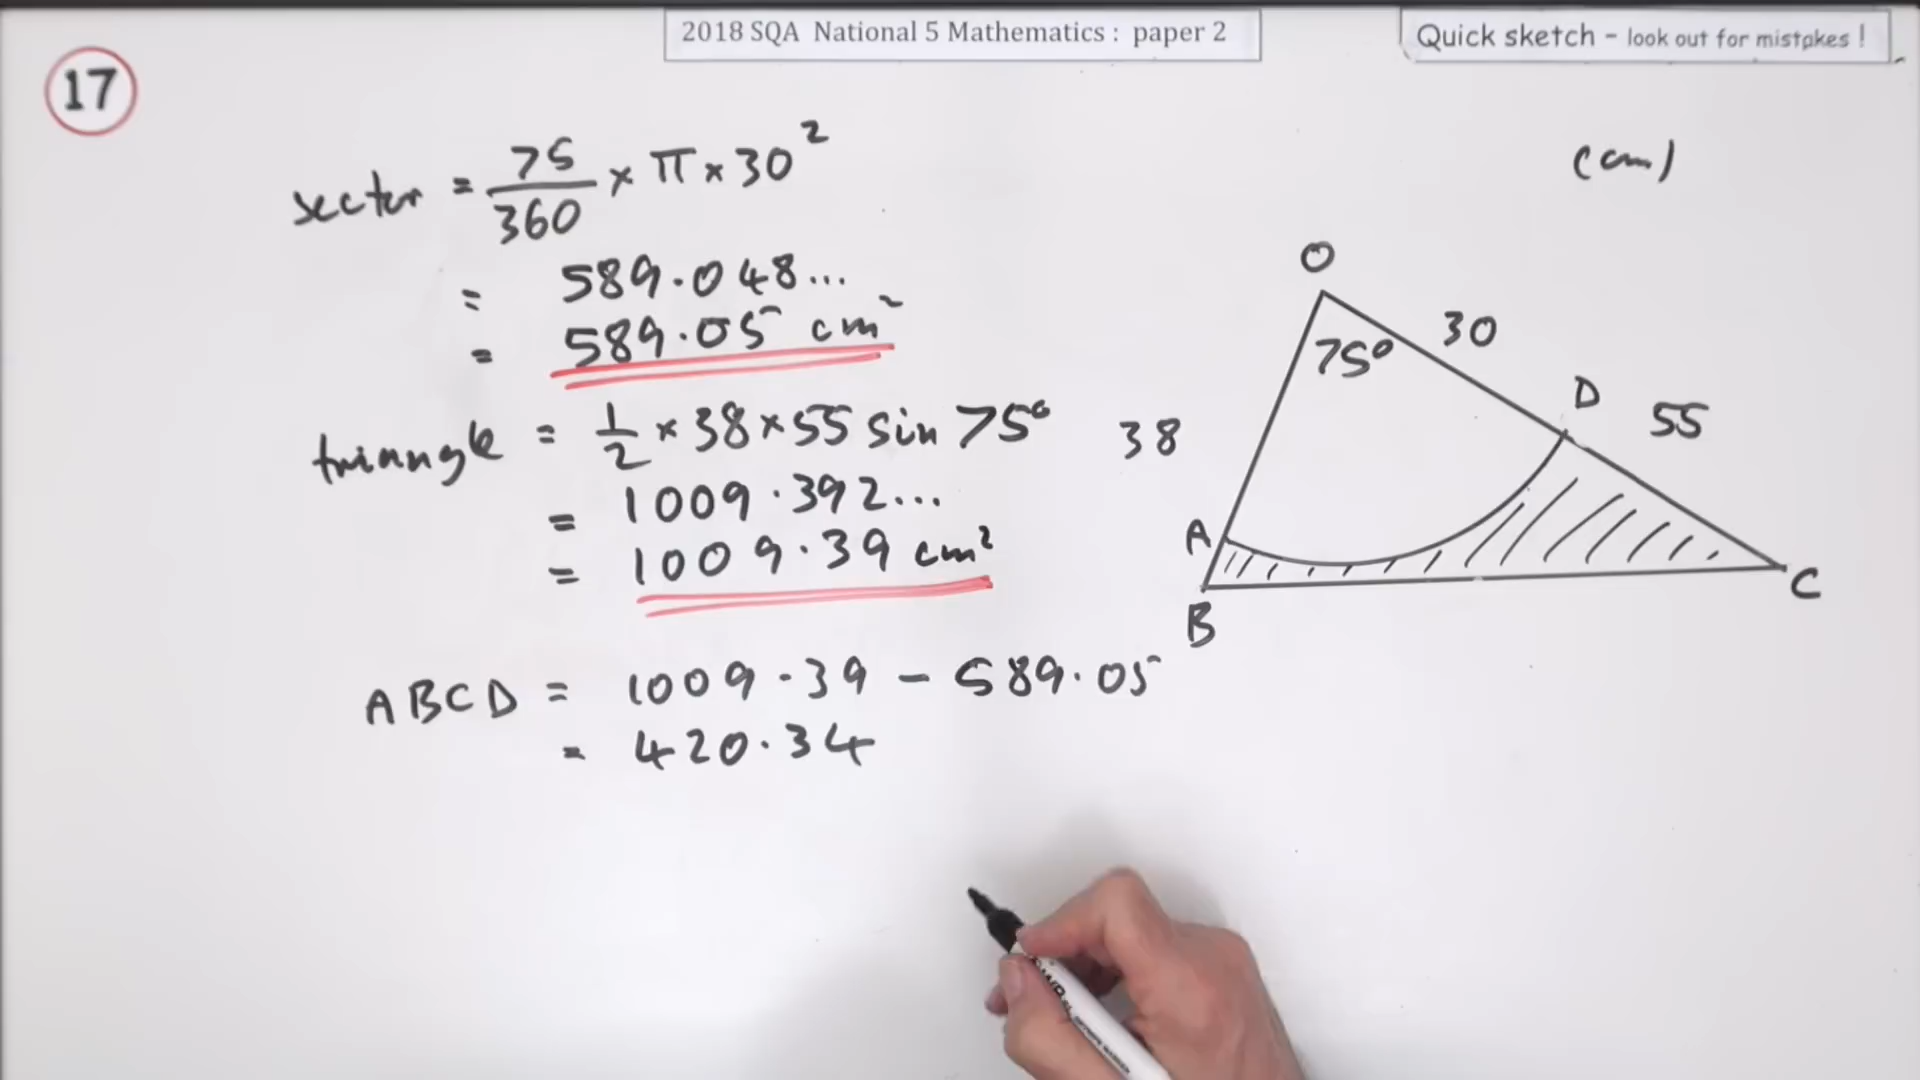 2018 SQA National 5 Mathematics : paper 2
Quick sketch – look out for mistakes !
17
sector = 75/360 × π × 30²
= 589.048...
= 589.05 cm²
triangle = 1/2 × 38 × 55 sin 75°
= 1009.392...
= 1009.39 cm²
ABCD = 1009.39 – 589.05
= 420.34
(cm)
O
75°
30
D
55
38
A
B
C